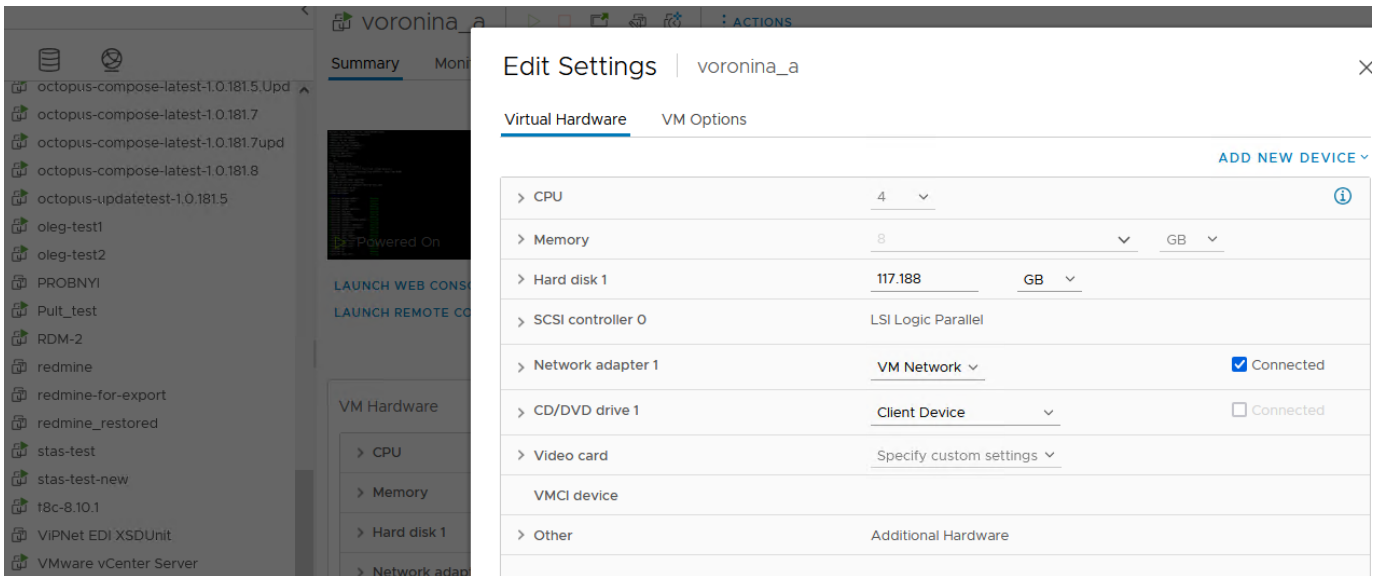 voronina_a
ACTIONS
Summary
Moni
octopus-compose-latest-1.0.181.5.Upd
octopus-compose-latest-1.0.181.7
octopus-compose-latest-1.0.181.7upd
octopus-compose-latest-1.0.181.8
octopus-updatetest-1.0.181.5
oleg-test1
oleg-test2
PROBNYI
Pult_test
RDM-2
redmine
redmine-for-export
redmine_restored
stas-test
stas-test-new
t8c-8.10.1
ViPNet EDI XSDUnit
VMware vCenter Server
Powered On
LAUNCH WEB CONSO
LAUNCH REMOTE CO
VM Hardware
CPU
Memory
Hard disk 1
Network adap
Edit Settings voronina_a
Virtual Hardware VM Options
ADD NEW DEVICE
CPU 4
Memory 8 GB
Hard disk 1 117.188 GB
SCSI controller 0 LSI Logic Parallel
Network adapter 1 VM Network Connected
CD/DVD drive 1 Client Device Connected
Video card Specify custom settings
VMCI device
Other Additional Hardware